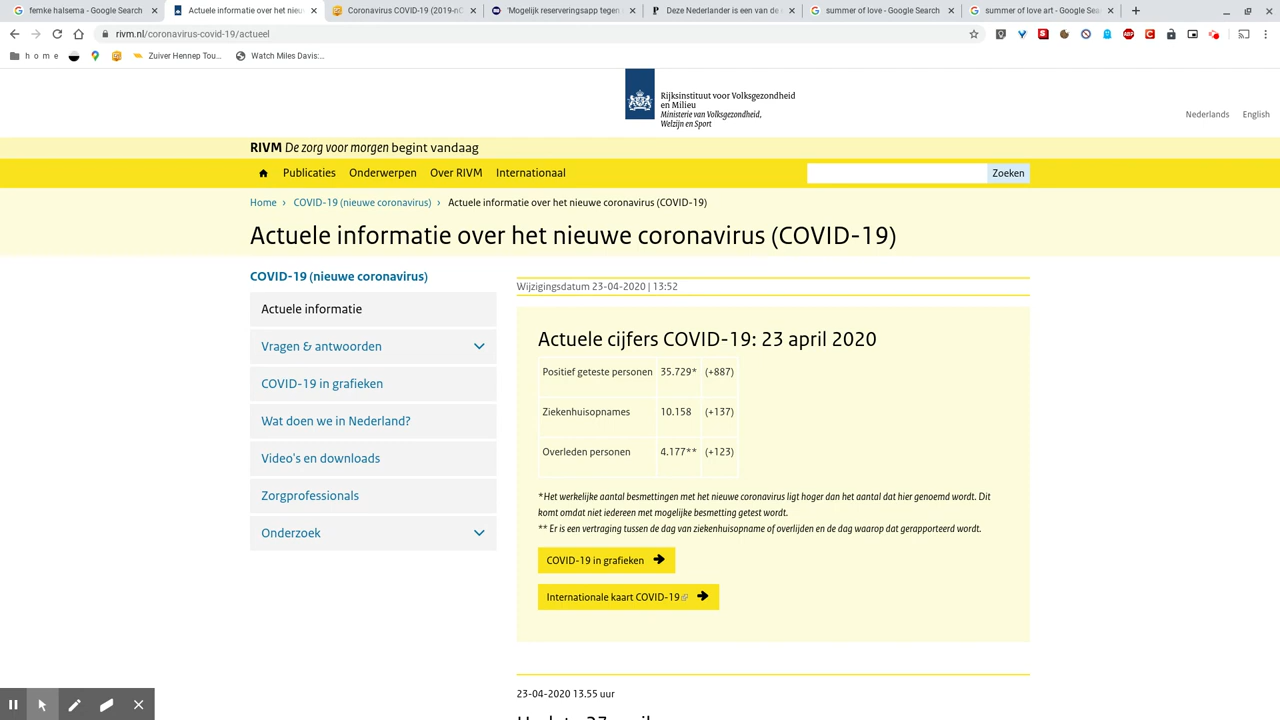 femke halsema - Google Search
Actuele informatie over het nieu
Coronavirus COVID-19 (2019-nC
'Mogelijk reserveringsapp tegen
Deze Nederlander is een van de
summer of love - Google Search
summer of love art - Google Sea
rivm.nl/coronavirus-covid-19/actueel
h o m e
Zuiver Hennep Tou...
Watch Miles Davis:...
Rijksinstituut voor Volksgezondheid
en Milieu
Ministerie van Volksgezondheid,
Welzijn en Sport
Nederlands
English
RIVM De zorg voor morgen begint vandaag
Publicaties
Onderwerpen
Over RIVM
Internationaal
Zoeken
Home › COVID-19 (nieuwe coronavirus) › Actuele informatie over het nieuwe coronavirus (COVID-19)
Actuele informatie over het nieuwe coronavirus (COVID-19)
COVID-19 (nieuwe coronavirus)
Actuele informatie
Vragen & antwoorden
COVID-19 in grafieken
Wat doen we in Nederland?
Video's en downloads
Zorgprofessionals
Onderzoek
Wijzigingsdatum 23-04-2020 | 13:52
Actuele cijfers COVID-19: 23 april 2020
Positief geteste personen 35.729* (+887)
Ziekenhuisopnames 10.158 (+137)
Overleden personen 4.177** (+123)
*Het werkelijke aantal besmettingen met het nieuwe coronavirus ligt hoger dan het aantal dat hier genoemd wordt. Dit
komt omdat niet iedereen met mogelijke besmetting getest wordt.
** Er is een vertraging tussen de dag van ziekenhuisopname of overlijden en de dag waarop dat gerapporteerd wordt.
COVID-19 in grafieken
Internationale kaart COVID-19
23-04-2020 13.55 uur